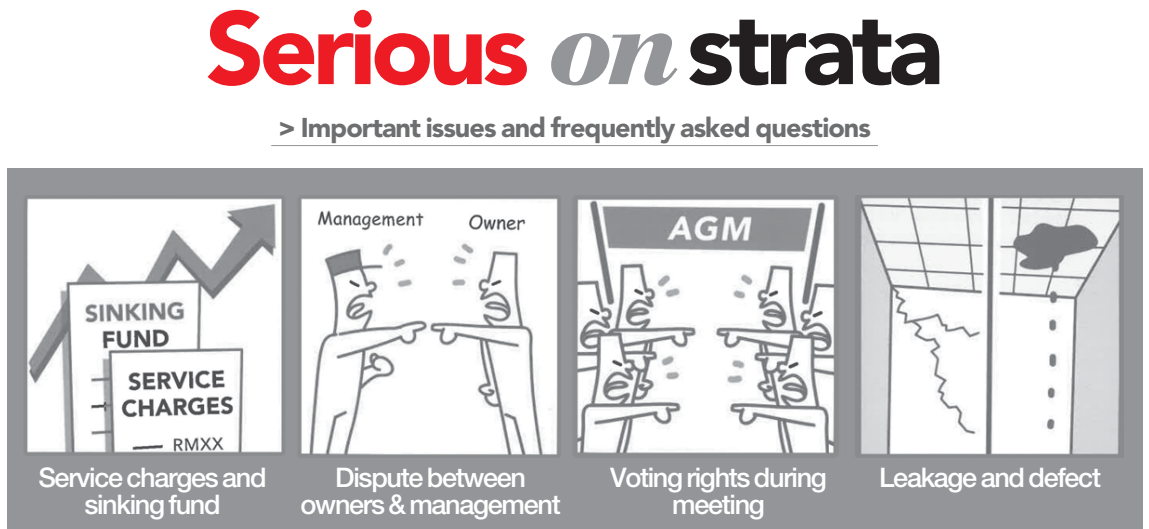 Serious on strata
> Important issues and frequently asked questions
SINKING
FUND
SERVICE
CHARGES
RMXX
Service charges and
sinking fund
Management
Owner
Dispute between
owners & management
AGM
Voting rights during
meeting
Leakage and defect